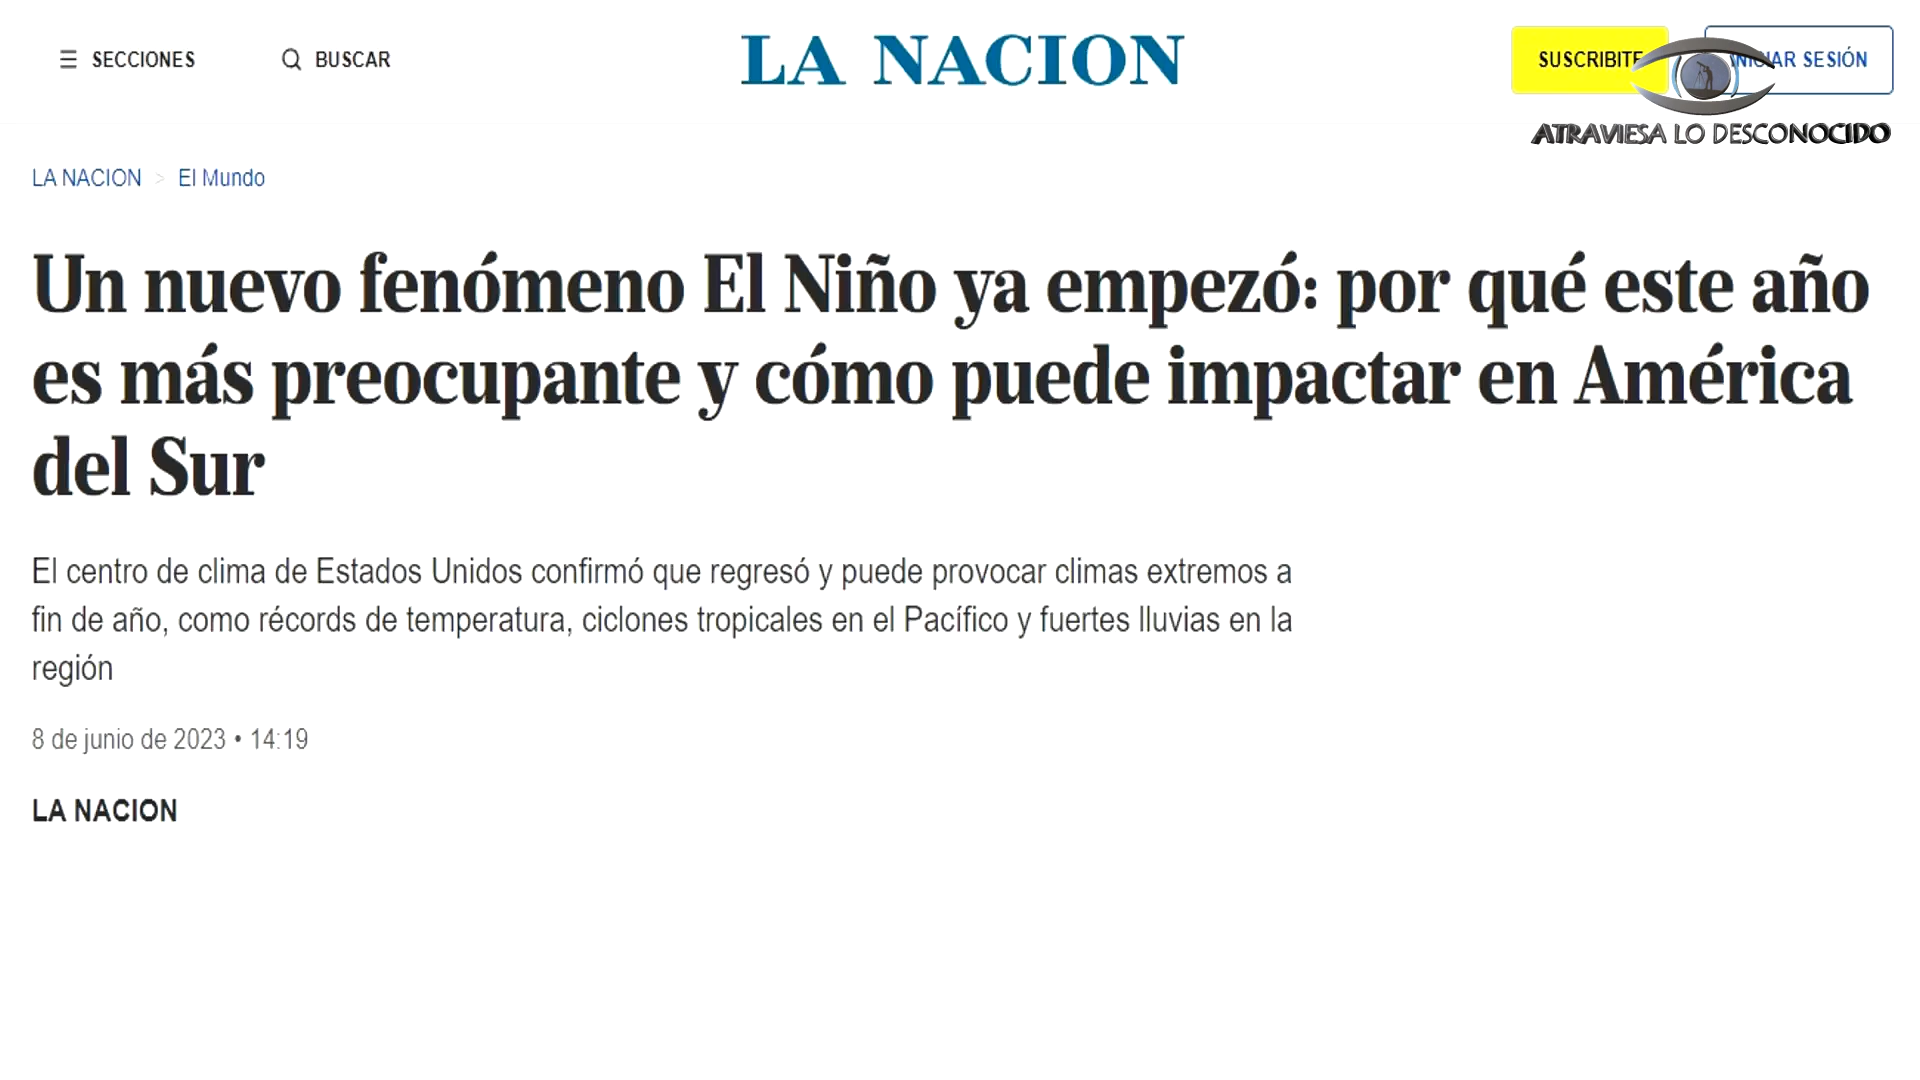 SECCIONES
BUSCAR
LA NACION
SUSCRIBITE
INICIAR SESIÓN
ATRAVIESA LO DESCONOCIDO
LA NACION > El Mundo
Un nuevo fenómeno El Niño ya empezó: por qué este año
es más preocupante y cómo puede impactar en América
del Sur
El centro de clima de Estados Unidos confirmó que regresó y puede provocar climas extremos a
fin de año, como récords de temperatura, ciclones tropicales en el Pacífico y fuertes lluvias en la
región
8 de junio de 2023 • 14:19
LA NACION